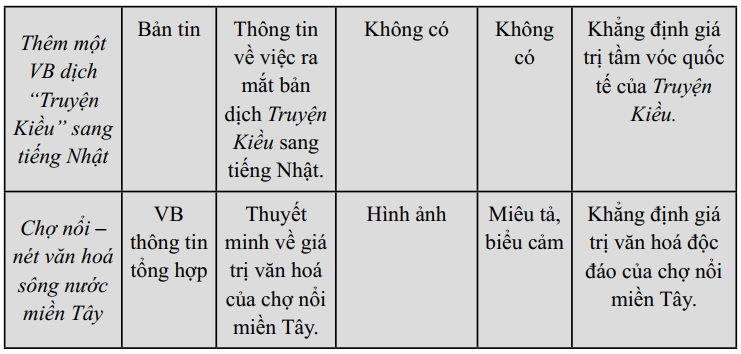 Thêm một
VB dịch
“Truyện
Kiều” sang
tiếng Nhật
Bản tin
Thông tin
về việc ra
mắt bản
dịch Truyện
Kiều sang
tiếng Nhật.
Không có
Không
có
Khẳng định giá
trị tầm vóc quốc
tế của Truyện
Kiều.
Chợ nổi –
nét văn hoá
sông nước
miền Tây
VB
thông tin
tổng hợp
Thuyết
minh về giá
trị văn hoá
của chợ nổi
miền Tây.
Hình ảnh
Miêu tả,
biểu cảm
Khẳng định giá
trị văn hoá độc
đáo của chợ nổi
miền Tây.